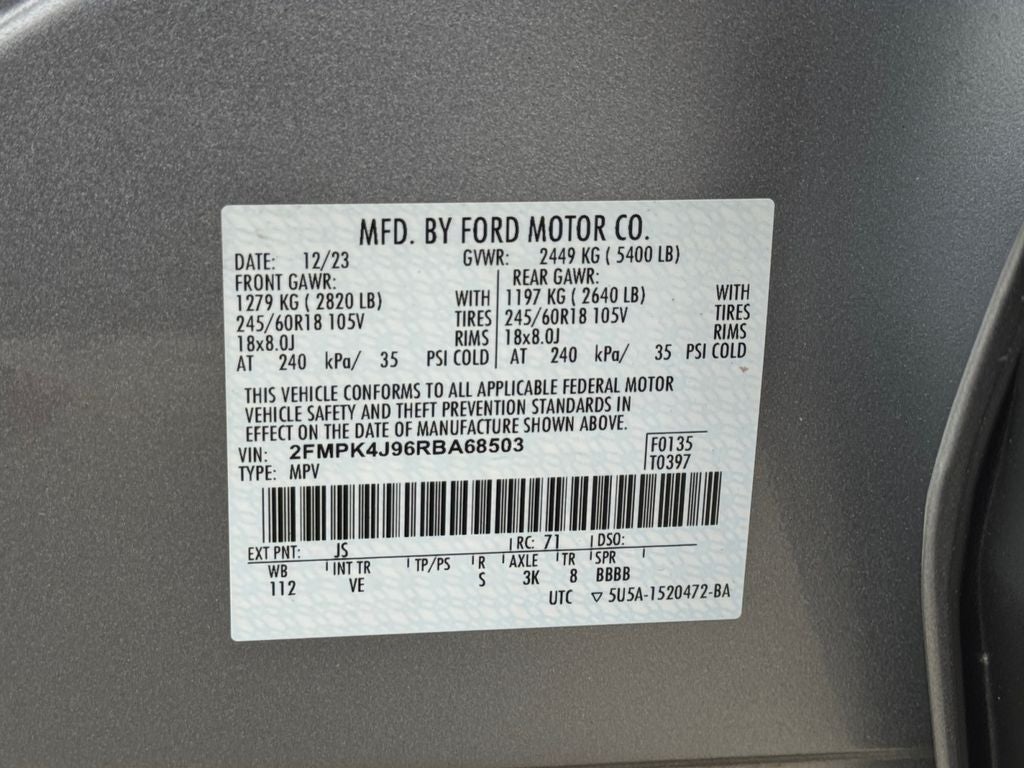 MFD. BY FORD MOTOR CO.
DATE: 12/23 GVWR: 2449 KG ( 5400 LB)
FRONT GAWR: REAR GAWR:
1279 KG ( 2820 LB) WITH 1197 KG ( 2640 LB) WITH
245/60R18 105V TIRES 245/60R18 105V TIRES
18x8.0J RIMS 18x8.0J RIMS
AT 240 kPa/ 35 PSI COLD AT 240 kPa/ 35 PSI COLD
THIS VEHICLE CONFORMS TO ALL APPLICABLE FEDERAL MOTOR
VEHICLE SAFETY AND THEFT PREVENTION STANDARDS IN
EFFECT ON THE DATE OF MANUFACTURE SHOWN ABOVE.
VIN: 2FMPK4J96RBA68503 F0135
TYPE: MPV T0397
EXT PNT: JS RC: 71 DSO:
WB INT TR TP/PS R AXLE TR SPR
112 VE S 3K 8 BBBB
UTC ▽ 5U5A-1520472-BA